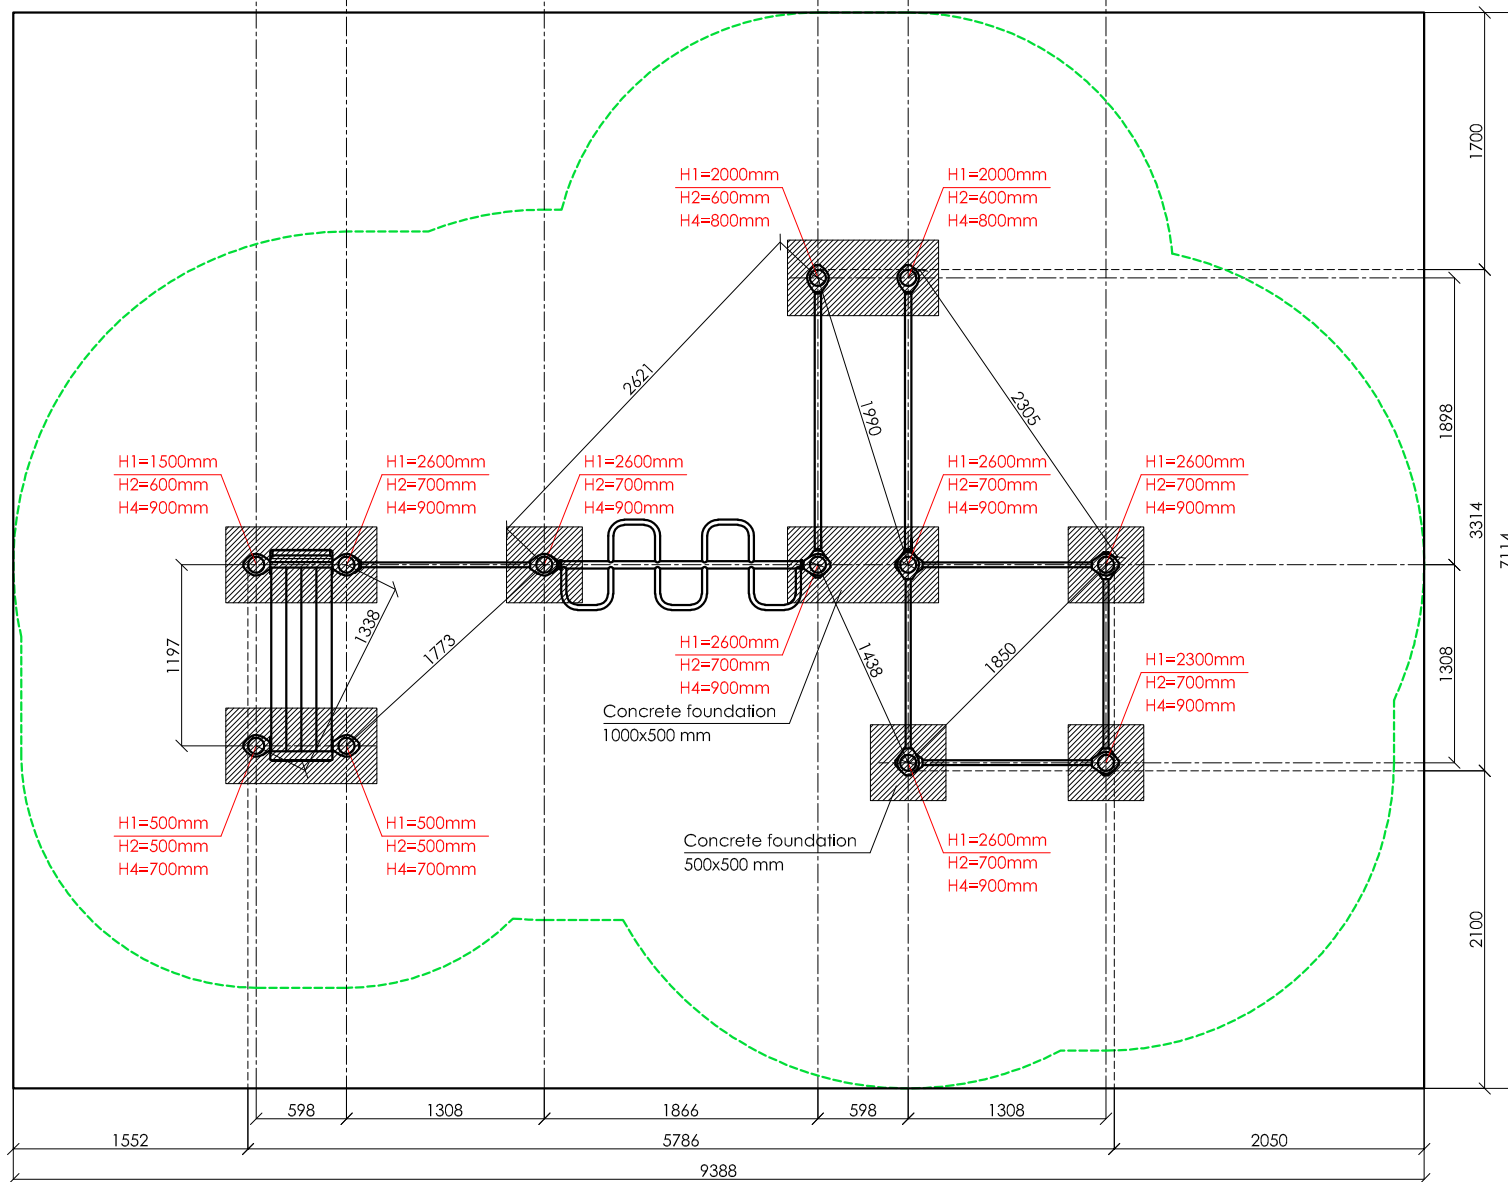 1700
H1=2000mm
H2=600mm
H4=800mm
H1=2000mm
H2=600mm
H4=800mm
2621
1990
2305
1898
H1=1500mm
H2=600mm
H4=900mm
H1=2600mm
H2=700mm
H4=900mm
H1=2600mm
H2=700mm
H4=900mm
H1=2600mm
H2=700mm
H4=900mm
H1=2600mm
H2=700mm
H4=900mm
3314
7114
1197
1338
1773
H1=2600mm
H2=700mm
H4=900mm
1438
1850
H1=2300mm
H2=700mm
H4=900mm
1308
Concrete foundation
1000x500 mm
H1=500mm
H2=500mm
H4=700mm
H1=500mm
H2=500mm
H4=700mm
Concrete foundation
500x500 mm
H1=2600mm
H2=700mm
H4=900mm
2100
598
1308
1866
598
1308
1552
5786
2050
9388